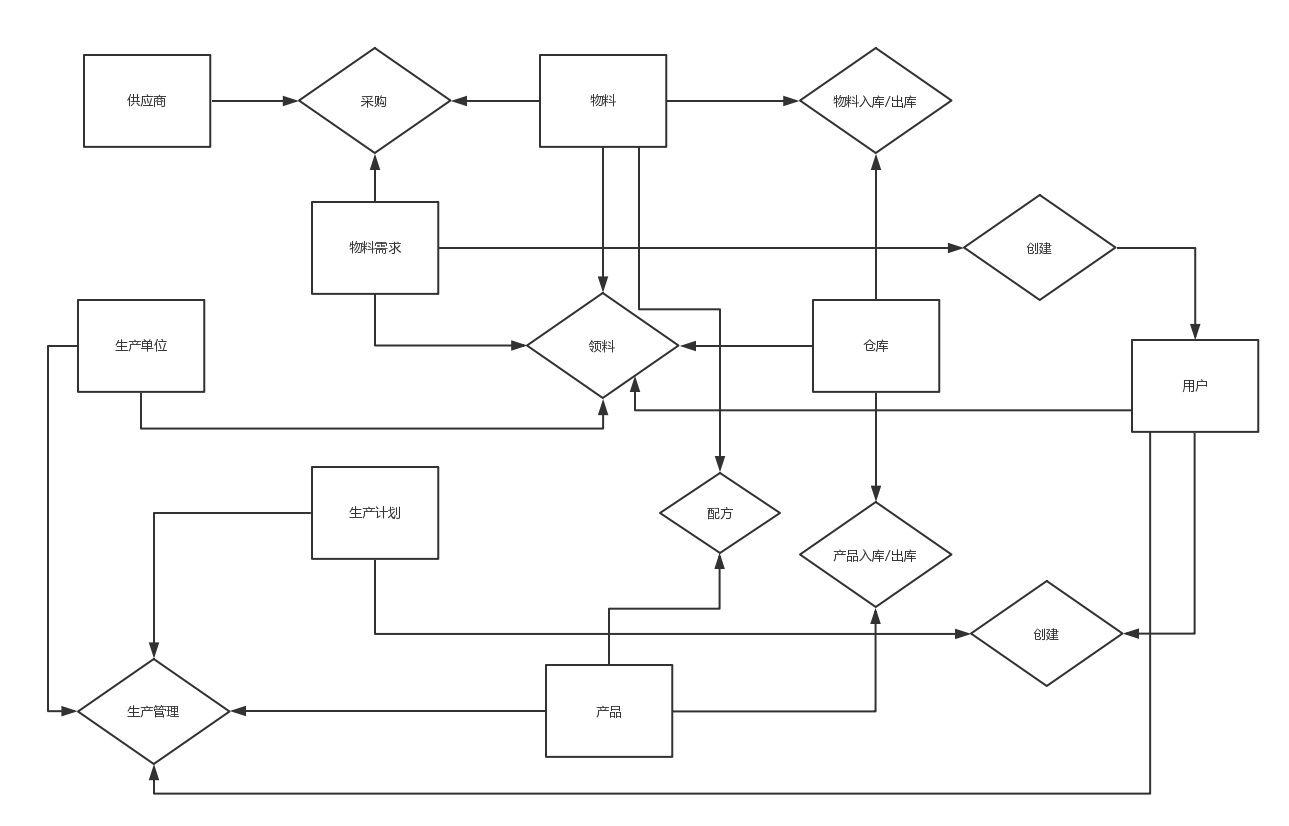 供应商
采购
物料
物料入库/出库
物料需求
创建
生产单位
领料
仓库
用户
生产计划
配方
产品入库/出库
创建
生产管理
产品